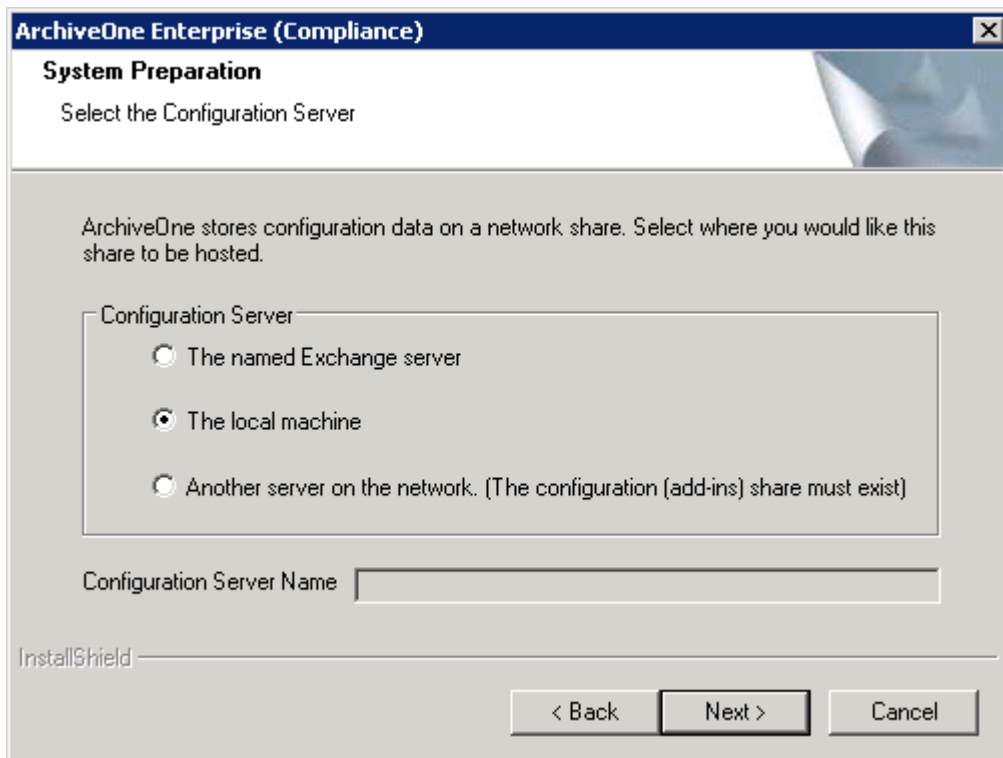 ArchiveOne Enterprise (Compliance)
System Preparation
Select the Configuration Server
ArchiveOne stores configuration data on a network share. Select where you would like this
share to be hosted.
Configuration Server
The named Exchange server
The local machine
Another server on the network. (The configuration (add-ins) share must exist)
Configuration Server Name
InstallShield
< Back
Next >
Cancel